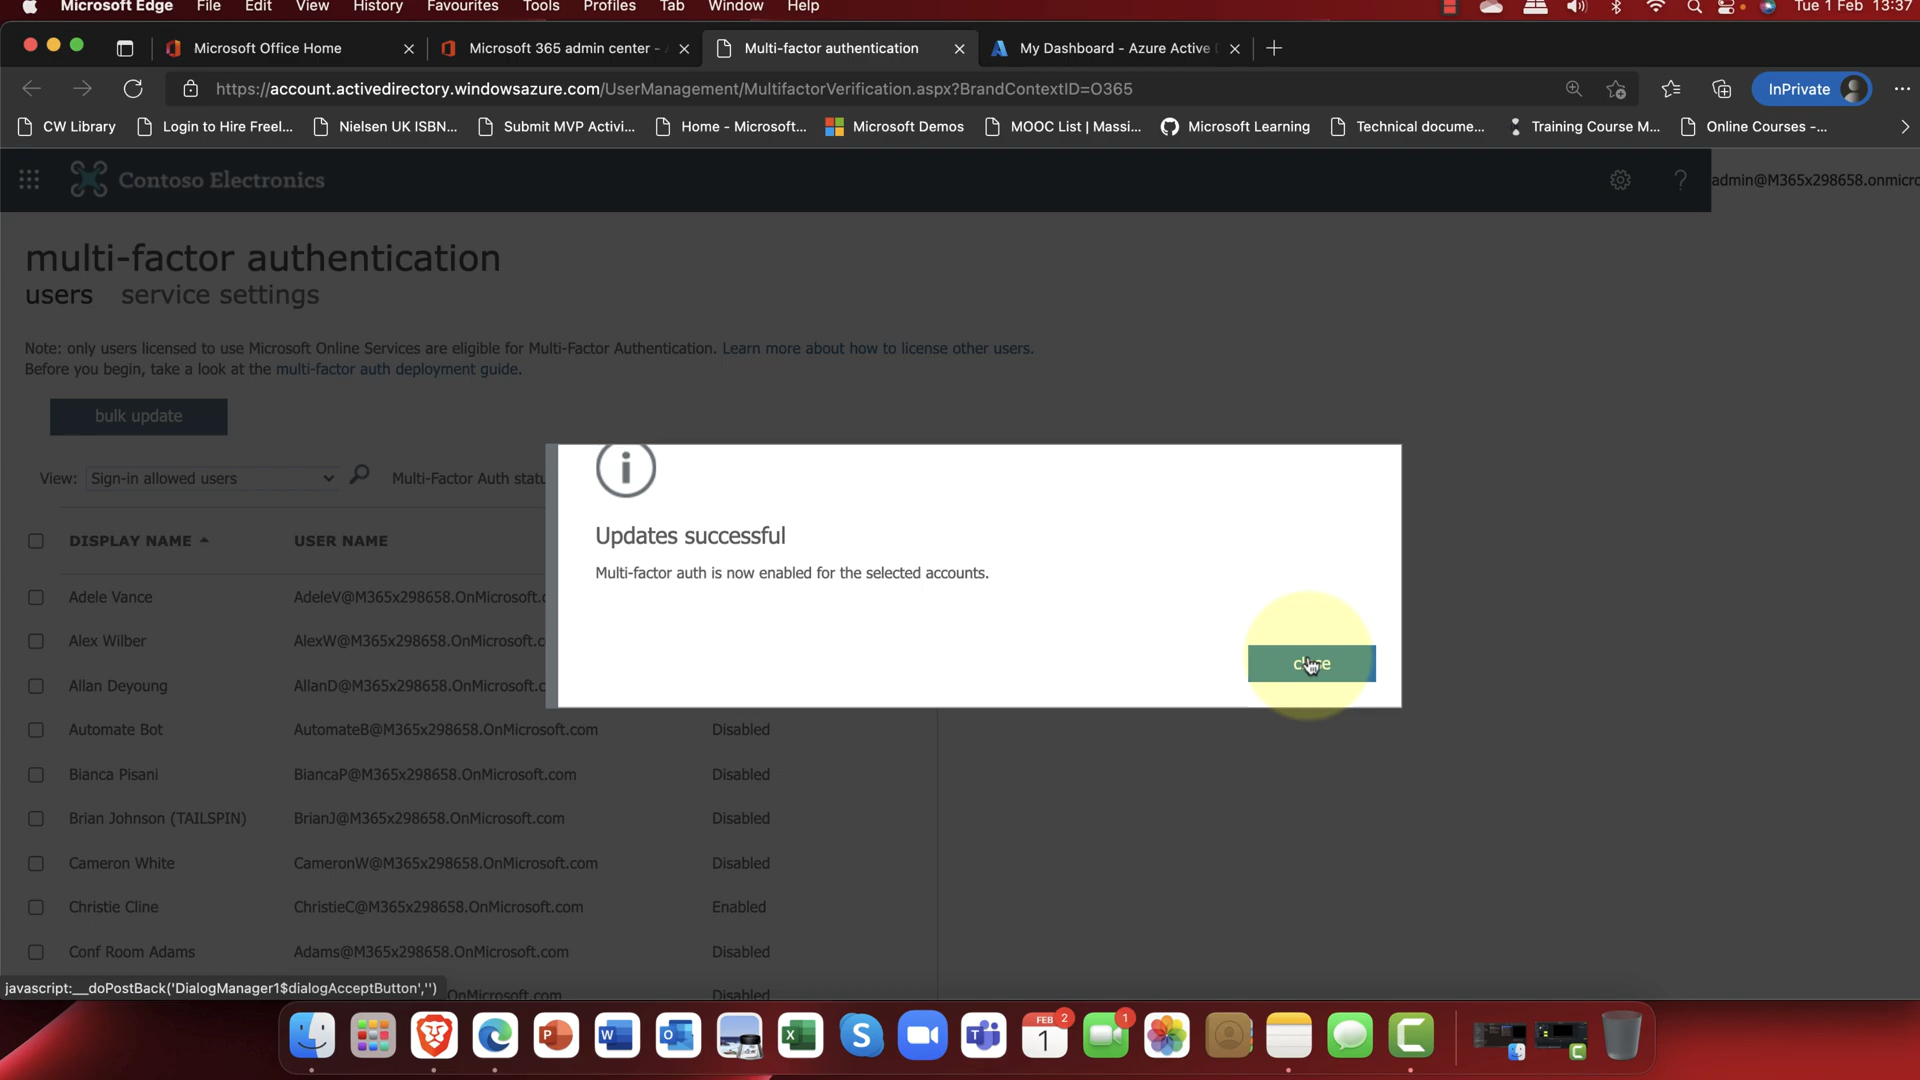 Microsoft Edge File Edit View History Favourites Tools Profiles Tab Window Help Tue 1 Feb 13:37
Microsoft Office Home Microsoft 365 admin center - Multi-factor authentication My Dashboard - Azure Active
https://account.activedirectory.windowsazure.com/UserManagement/MultifactorVerification.aspx?BrandContextID=O365 InPrivate
CW Library Login to Hire Freel... Nielsen UK ISBN... Submit MVP Activi... Home - Microsoft... Microsoft Demos MOOC List | Massi... Microsoft Learning Technical docume... Training Course M... Online Courses -...
Contoso Electronics ? admin@M365x298658.onmicro
multi-factor authentication
users service settings
Note: only users licensed to use Microsoft Online Services are eligible for Multi-Factor Authentication. Learn more about how to license other users.
Before you begin, take a look at the multi-factor auth deployment guide.
bulk update
View: Sign-in allowed users Multi-Factor Auth statu
DISPLAY NAME USER NAME
Adele Vance AdeleV@M365x298658.OnMicrosoft.c
Alex Wilber AlexW@M365x298658.OnMicrosoft.c
Allan Deyoung AllanD@M365x298658.OnMicrosoft.c
Automate Bot AutomateB@M365x298658.OnMicrosoft.com Disabled
Bianca Pisani BiancaP@M365x298658.OnMicrosoft.com Disabled
Brian Johnson (TAILSPIN) BrianJ@M365x298658.OnMicrosoft.com Disabled
Cameron White CameronW@M365x298658.OnMicrosoft.com Disabled
Christie Cline ChristieC@M365x298658.OnMicrosoft.com Enabled
Conf Room Adams Adams@M365x298658.OnMicrosoft.com Disabled
OnMicrosoft.com Disabled
Updates successful
Multi-factor auth is now enabled for the selected accounts.
close
javascript:__doPostBack('DialogManager1$dialogAcceptButton','')
FEB 2 1
1